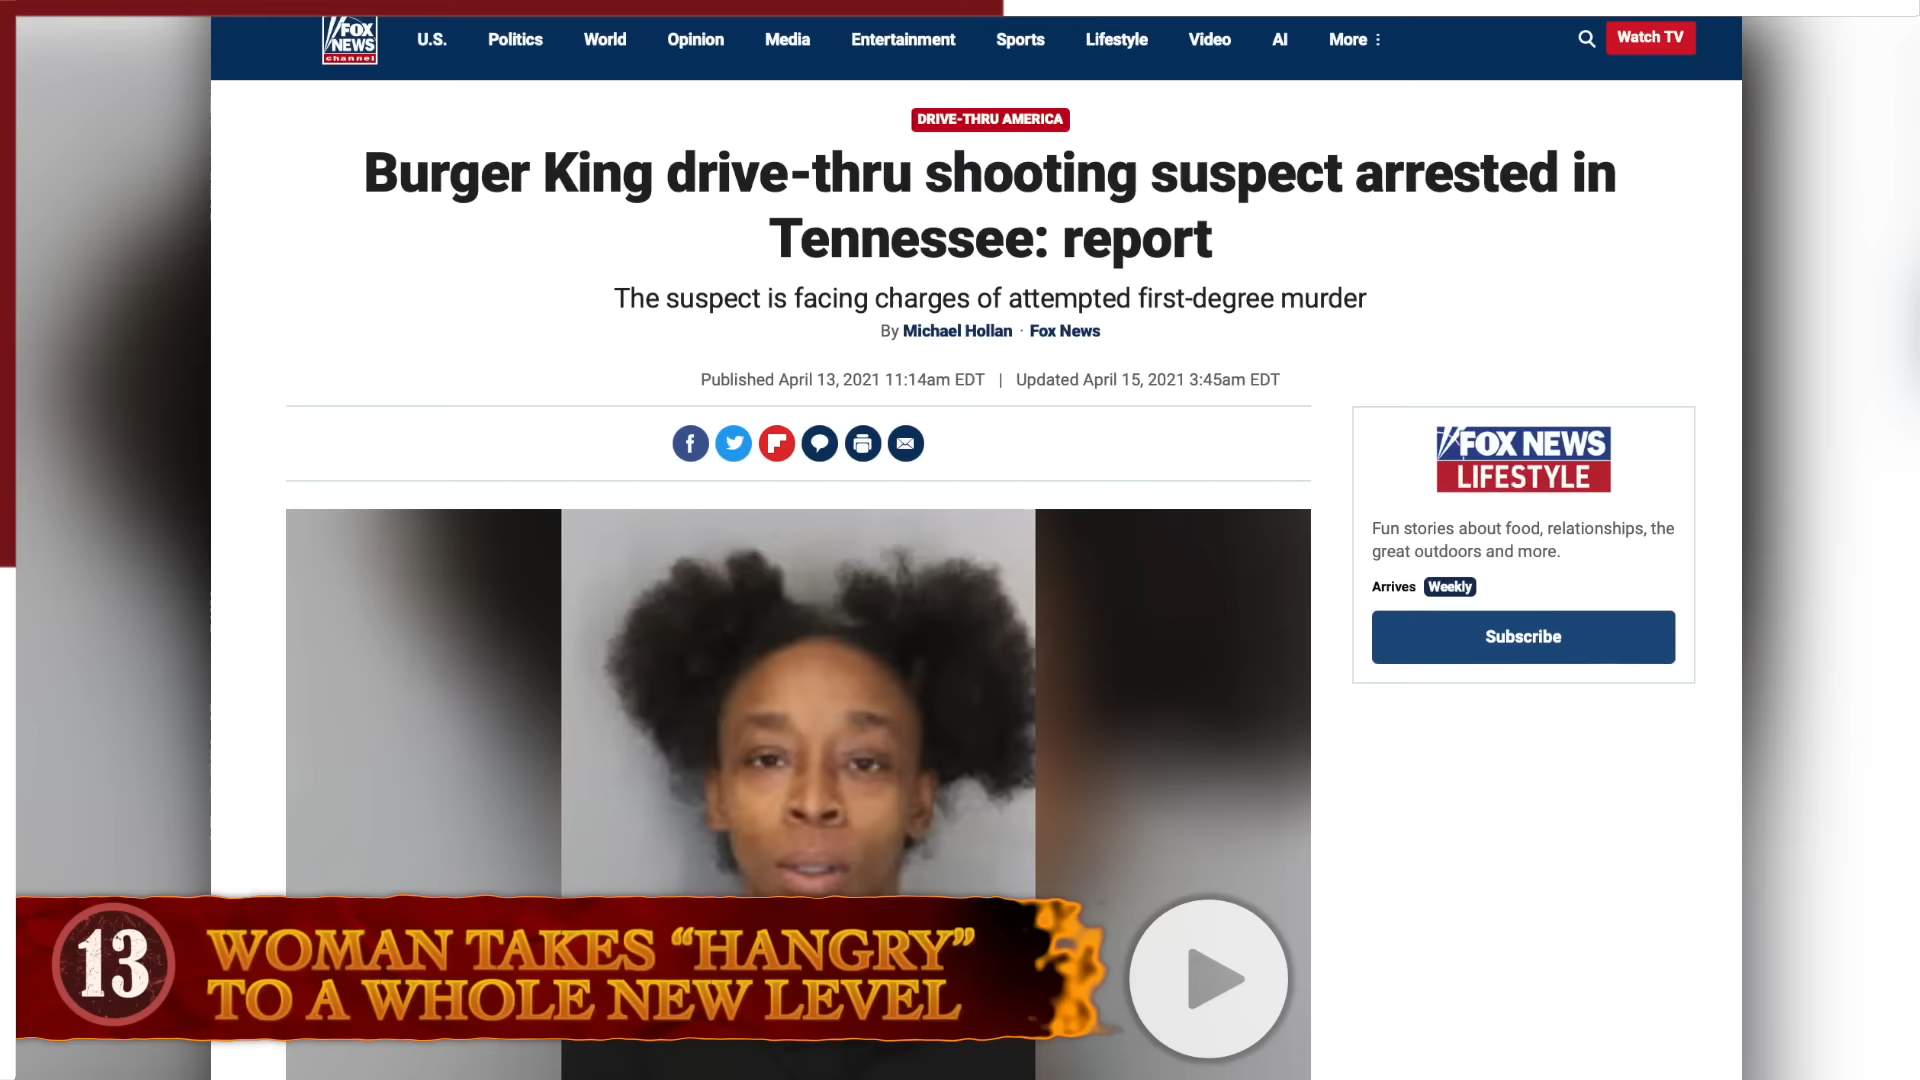 FOX
NEWS
channel
U.S. Politics World Opinion Media Entertainment Sports Lifestyle Video AI More
Watch TV
DRIVE-THRU AMERICA
Burger King drive-thru shooting suspect arrested in
Tennessee: report
The suspect is facing charges of attempted first-degree murder
By Michael Hollan · Fox News
Published April 13, 2021 11:14am EDT | Updated April 15, 2021 3:45am EDT
FOX NEWS
LIFESTYLE
Fun stories about food, relationships, the
great outdoors and more.
Arrives Weekly
Subscribe
13
WOMAN TAKES “HANGRY”
TO A WHOLE NEW LEVEL